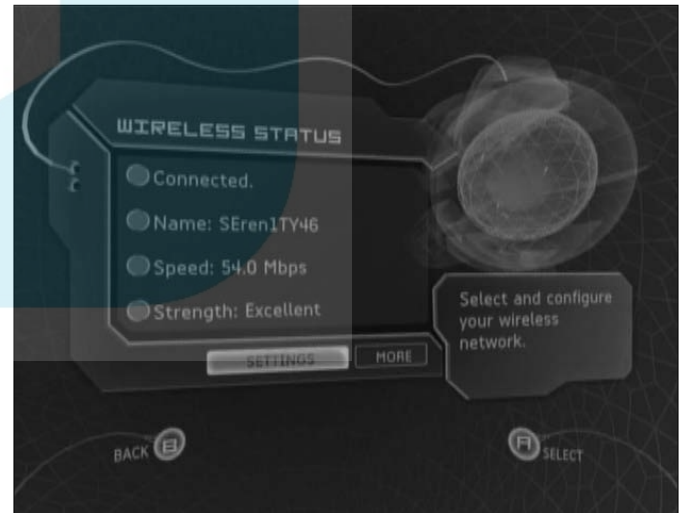 WIRELESS STATUS
Connected.
Name: SEren1TY46
Speed: 54.0 Mbps
Strength: Excellent
SETTINGS
MORE
Select and configure
your wireless
network.
BACK B
A SELECT